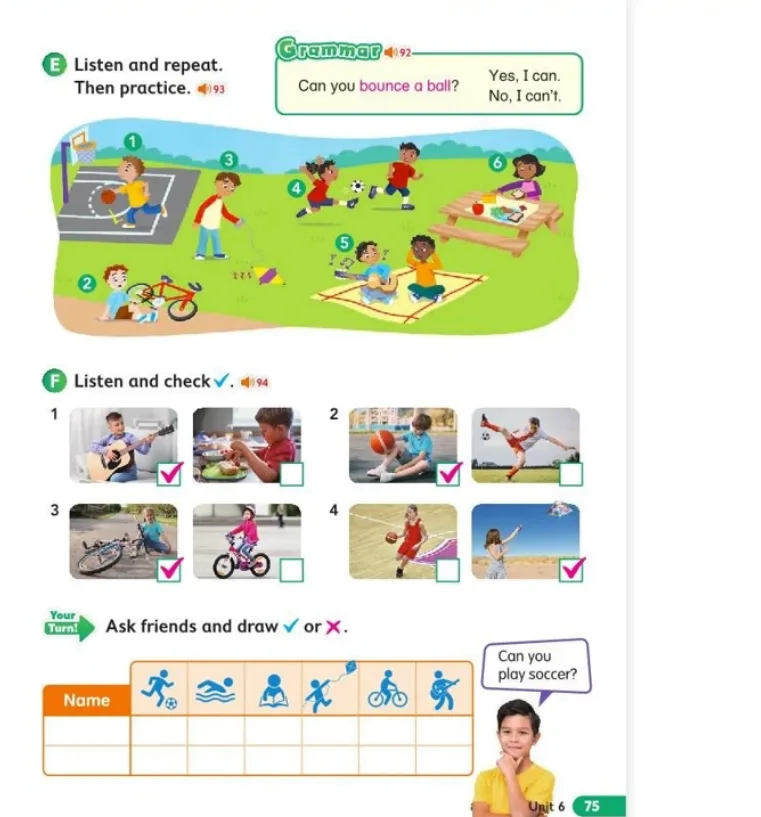 Grammar 92
E Listen and repeat.
Then practice. 93
Can you bounce a ball?
Yes, I can.
No, I can't.
1
3
4
6
5
2
F Listen and check ✓. 94
1
2
3
4
Your
Turn!
Ask friends and draw ✓ or ✗.
Can you
play soccer?
Name
Unit 6 75